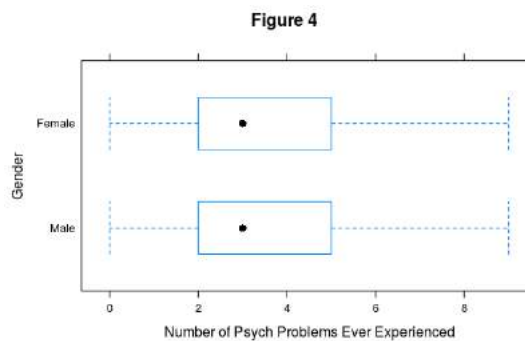 Figure 4
Gender
Female
Male
0 2 4 6 8
Number of Psych Problems Ever Experienced